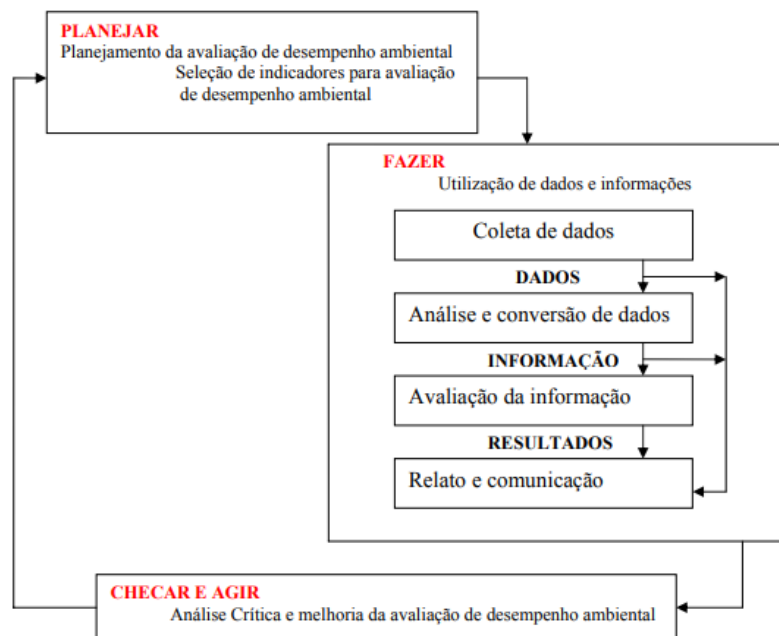 PLANEJAR
Planejamento da avaliação de desempenho ambiental
Seleção de indicadores para avaliação
de desempenho ambiental
FAZER
Utilização de dados e informações
Coleta de dados
DADOS
Análise e conversão de dados
INFORMAÇÃO
Avaliação da informação
RESULTADOS
Relato e comunicação
CHECAR E AGIR
Análise Crítica e melhoria da avaliação de desempenho ambiental